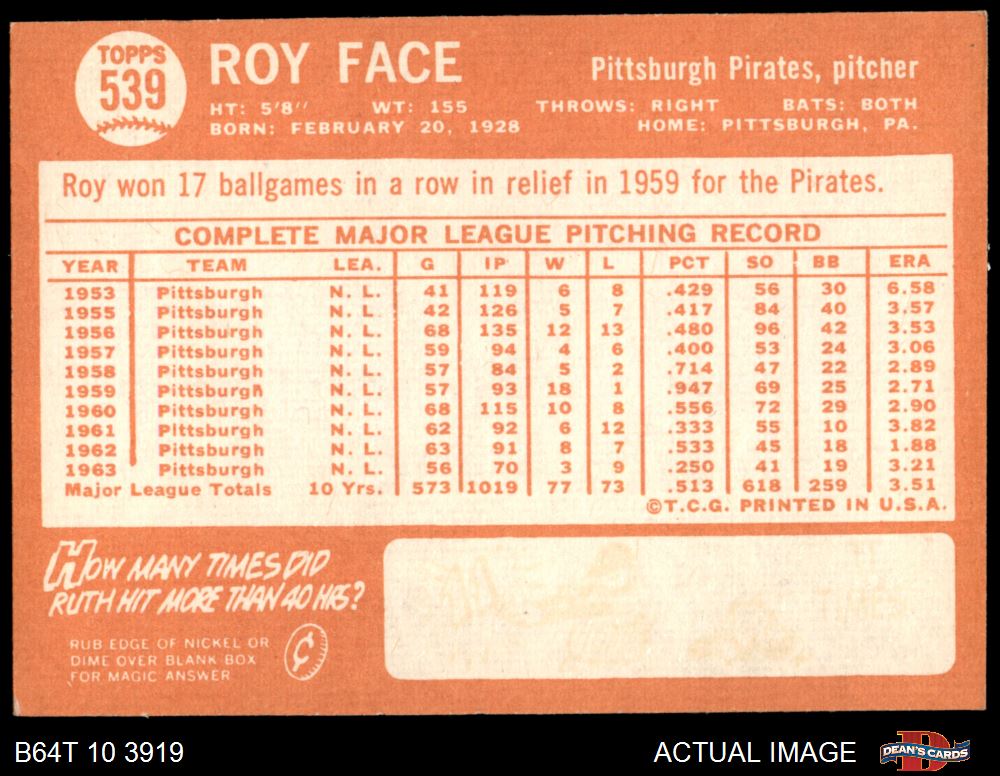 TOPPS
539
ROY FACE
Pittsburgh Pirates, pitcher
HT: 5'8'' WT: 155 THROWS: RIGHT BATS: BOTH
BORN: FEBRUARY 20, 1928 HOME: PITTSBURGH, PA.
Roy won 17 ballgames in a row in relief in 1959 for the Pirates.
COMPLETE MAJOR LEAGUE PITCHING RECORD
YEAR TEAM LEA. G IP W L PCT SO BB ERA
1953 Pittsburgh N. L. 41 119 6 8 .429 56 30 6.58
1955 Pittsburgh N. L. 42 126 5 7 .417 84 40 3.57
1956 Pittsburgh N. L. 68 135 12 13 .480 96 42 3.53
1957 Pittsburgh N. L. 59 94 4 6 .400 53 24 3.06
1958 Pittsburgh N. L. 57 84 5 2 .714 47 22 2.89
1959 Pittsburgh N. L. 57 93 18 1 .947 69 25 2.71
1960 Pittsburgh N. L. 68 115 10 8 .556 72 29 2.90
1961 Pittsburgh N. L. 62 92 6 12 .333 55 10 3.82
1962 Pittsburgh N. L. 63 91 8 7 .533 45 18 1.88
1963 Pittsburgh N. L. 56 70 3 9 .250 41 19 3.21
Major League Totals 10 Yrs. 573 1019 77 73 .513 618 259 3.51
©T.C.G. PRINTED IN U.S.A.
HOW MANY TIMES DID
RUTH HIT MORE THAN 40 HRS?
RUB EDGE OF NICKEL OR
DIME OVER BLANK BOX
FOR MAGIC ANSWER
¢
B64T 10 3919
ACTUAL IMAGE
D
DEAN'S CARDS